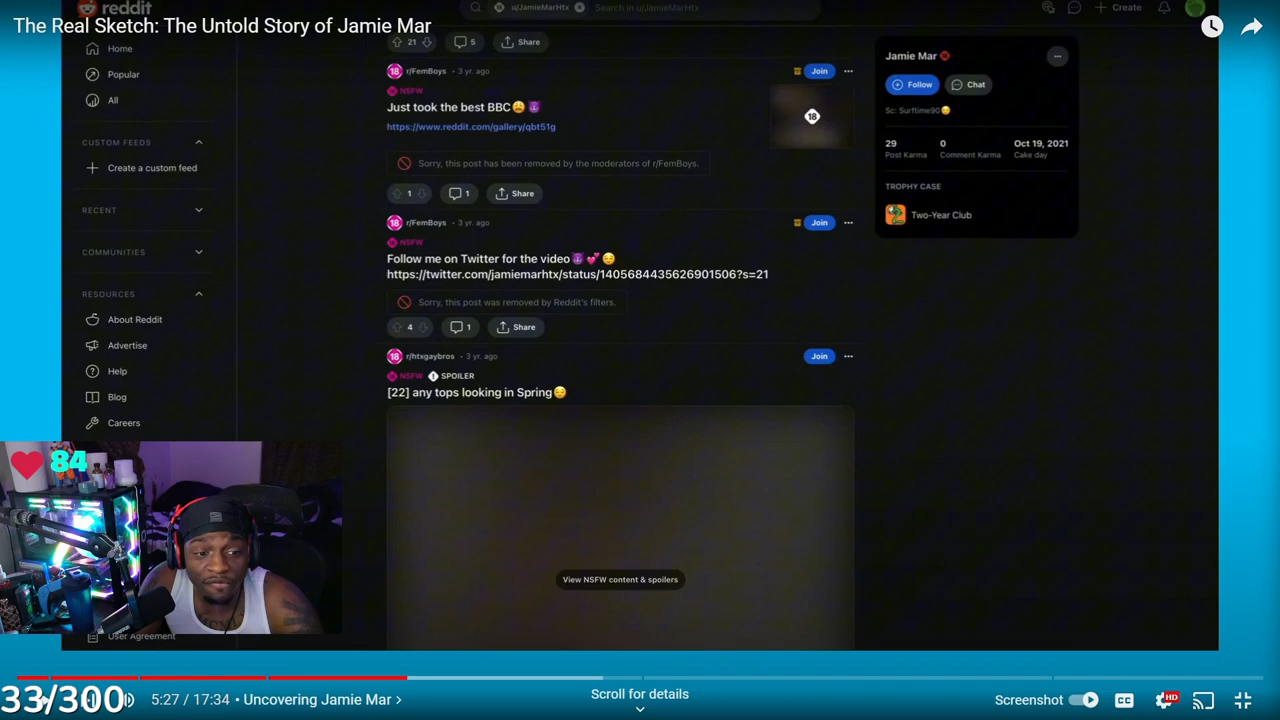 reddit
u/JamieMarHtx
Search in u/JamieMarHtx
Create
The Real Sketch: The Untold Story of Jamie Mar
Home
Popular
All
CUSTOM FEEDS
Create a custom feed
RECENT
COMMUNITIES
RESOURCES
About Reddit
Advertise
Help
Blog
Careers
User Agreement
21
5
Share
18
r/FemBoys • 3 yr. ago
Join
NSFW
Just took the best BBC😩😈
https://www.reddit.com/gallery/qbt51g
18
Sorry, this post has been removed by the moderators of r/FemBoys.
1
1
Share
18
r/FemBoys • 3 yr. ago
Join
NSFW
Follow me on Twitter for the video😈💕😌
https://twitter.com/jamiemarhtx/status/1405684435626901506?s=21
Sorry, this post was removed by Reddit's filters.
4
1
Share
18
r/htxgaybros • 3 yr. ago
Join
NSFW SPOILER
[22] any tops looking in Spring😌
View NSFW content & spoilers
Jamie Mar
Follow
Chat
Sc: Surftime90😌
29 0 Oct 19, 2021
Post Karma Comment Karma Cake day
TROPHY CASE
Two-Year Club
84
33/300
5:27 / 17:34 • Uncovering Jamie Mar
Scroll for details
Screenshot
CC
HD